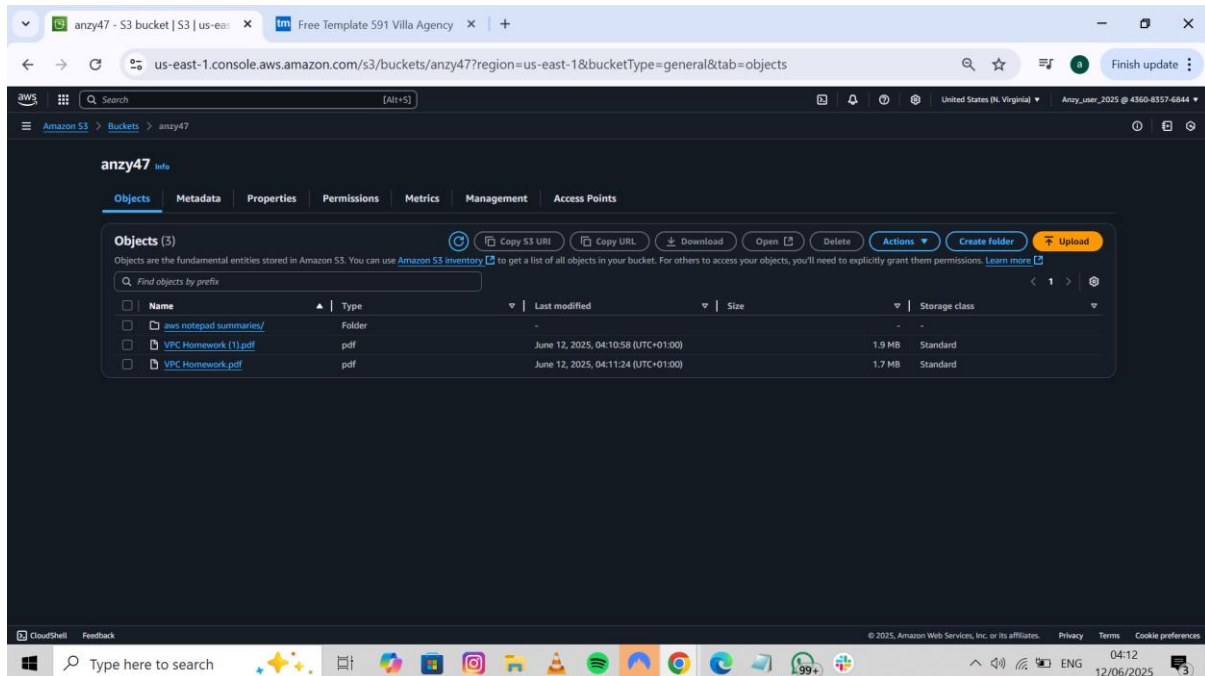 anzy47 - S3 bucket | S3 | us-eas
tm Free Template 591 Villa Agency
us-east-1.console.aws.amazon.com/s3/buckets/anzy47?region=us-east-1&bucketType=general&tab=objects
a Finish update
aws Search [Alt+S] United States (N. Virginia) Anzy_user_2025 @ 4360-8357-6844
Amazon S3 > Buckets > anzy47
anzy47 Info
Objects Metadata Properties Permissions Metrics Management Access Points
Objects (3) Copy S3 URI Copy URL Download Open Delete Actions Create folder Upload
Objects are the fundamental entities stored in Amazon S3. You can use Amazon S3 inventory to get a list of all objects in your bucket. For others to access your objects, you'll need to explicitly grant them permissions. Learn more
Find objects by prefix 1
Name Type Last modified Size Storage class
aws notepad summaries/ Folder - - -
VPC Homework (1).pdf pdf June 12, 2025, 04:10:58 (UTC+01:00) 1.9 MB Standard
VPC Homework.pdf pdf June 12, 2025, 04:11:24 (UTC+01:00) 1.7 MB Standard
CloudShell Feedback © 2025, Amazon Web Services, Inc. or its affiliates. Privacy Terms Cookie preferences
Type here to search 99+ ENG 04:12
12/06/2025 3